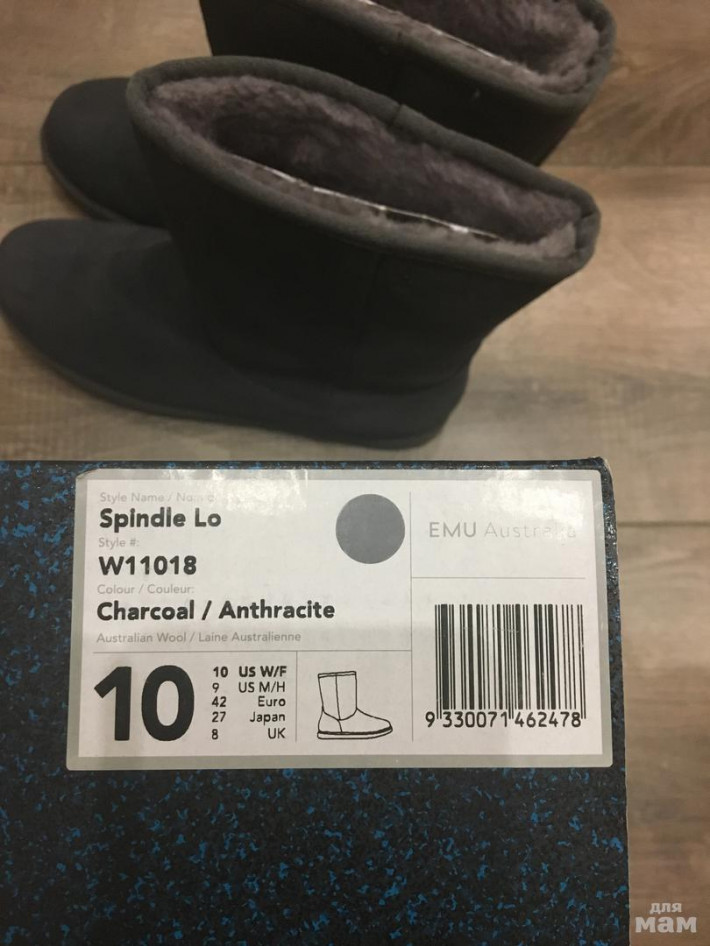 Style Name / Nom
Spindle Lo
Style #:
W11018
Colour / Couleur:
Charcoal / Anthracite
Australian Wool / Laine Australienne
EMU Australia
10
10 US W/F
9 US M/H
42 Euro
27 Japan
8 UK
9 330071 462478
для
мам